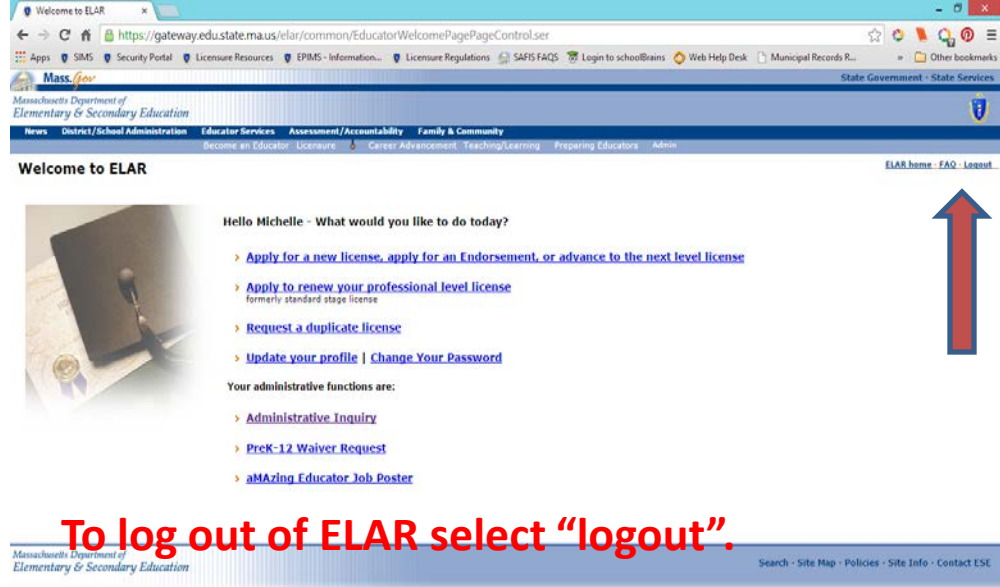 Welcome to ELAR
https://gateway.edu.state.ma.us/elar/common/EducatorWelcomePagePageControl.ser
Apps SIMS Security Portal Licensure Resources EPIMS - Information... Licensure Regulations SAFIS FAQS Login to schoolBrains Web Help Desk Municipal Records R... » Other bookmarks
Mass.Gov State Government · State Services
Massachusetts Department of
Elementary & Secondary Education
News District/School Administration Educator Services Assessment/Accountability Family & Community
Become an Educator Licensure Career Advancement Teaching/Learning Preparing Educators Admin
Welcome to ELAR ELAR home · FAQ · Logout
Hello Michelle - What would you like to do today?
› Apply for a new license, apply for an Endorsement, or advance to the next level license
› Apply to renew your professional level license
formerly standard stage license
› Request a duplicate license
› Update your profile | Change Your Password
Your administrative functions are:
› Administrative Inquiry
› PreK-12 Waiver Request
› aMAzing Educator Job Poster
To log out of ELAR select “logout”.
Massachusetts Department of
Elementary & Secondary Education
Search · Site Map · Policies · Site Info · Contact ESE